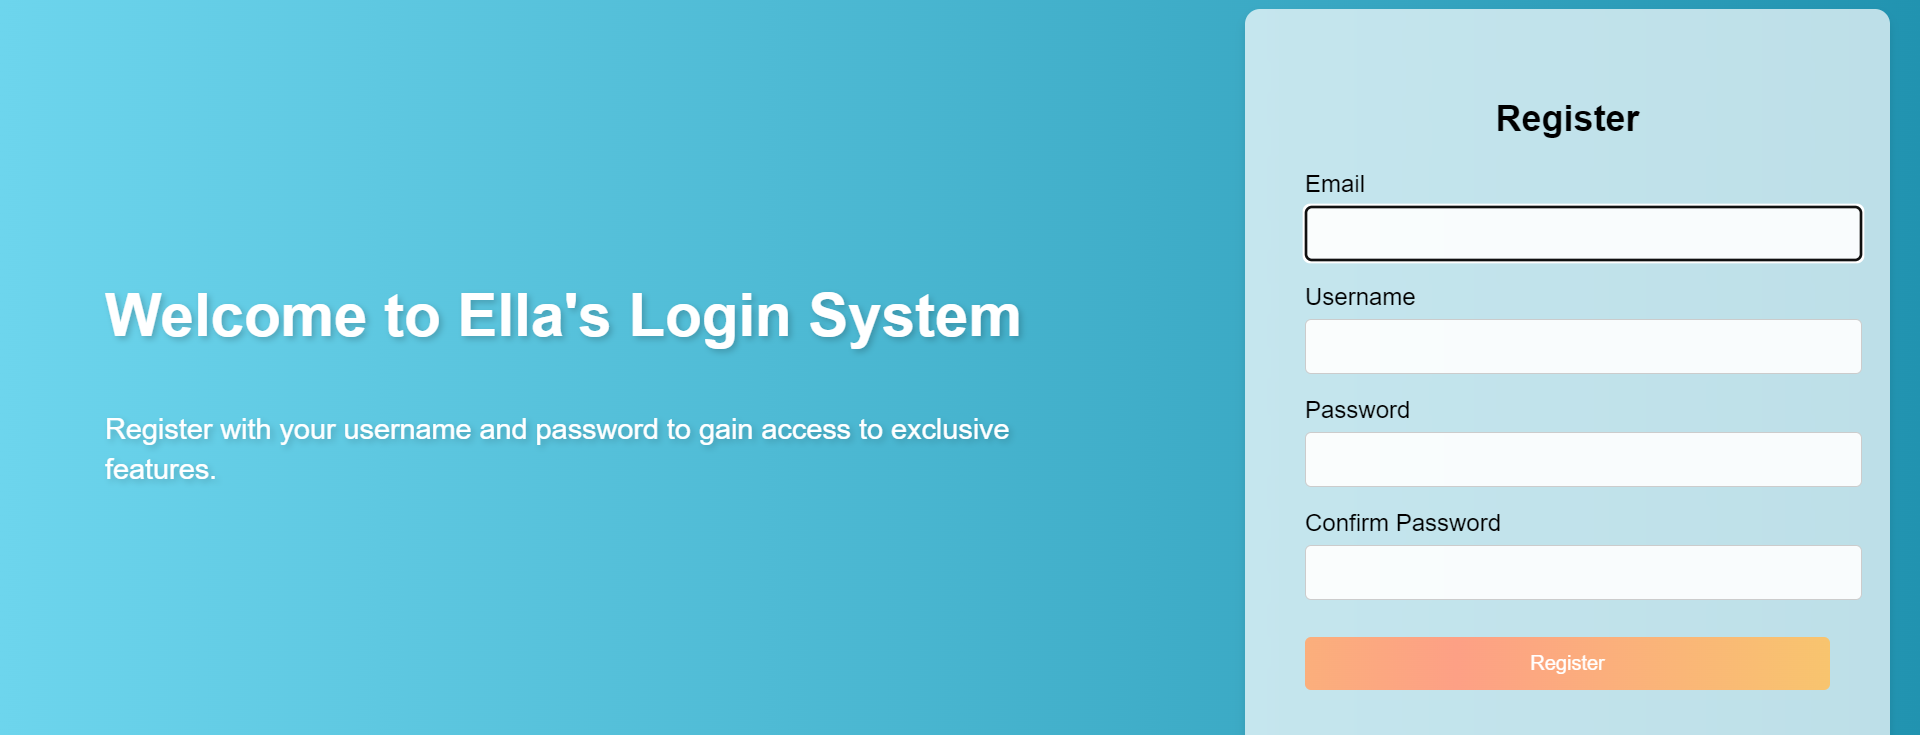 Welcome to Ella's Login System
Register with your username and password to gain access to exclusive
features.
Register
Email
Username
Password
Confirm Password
Register